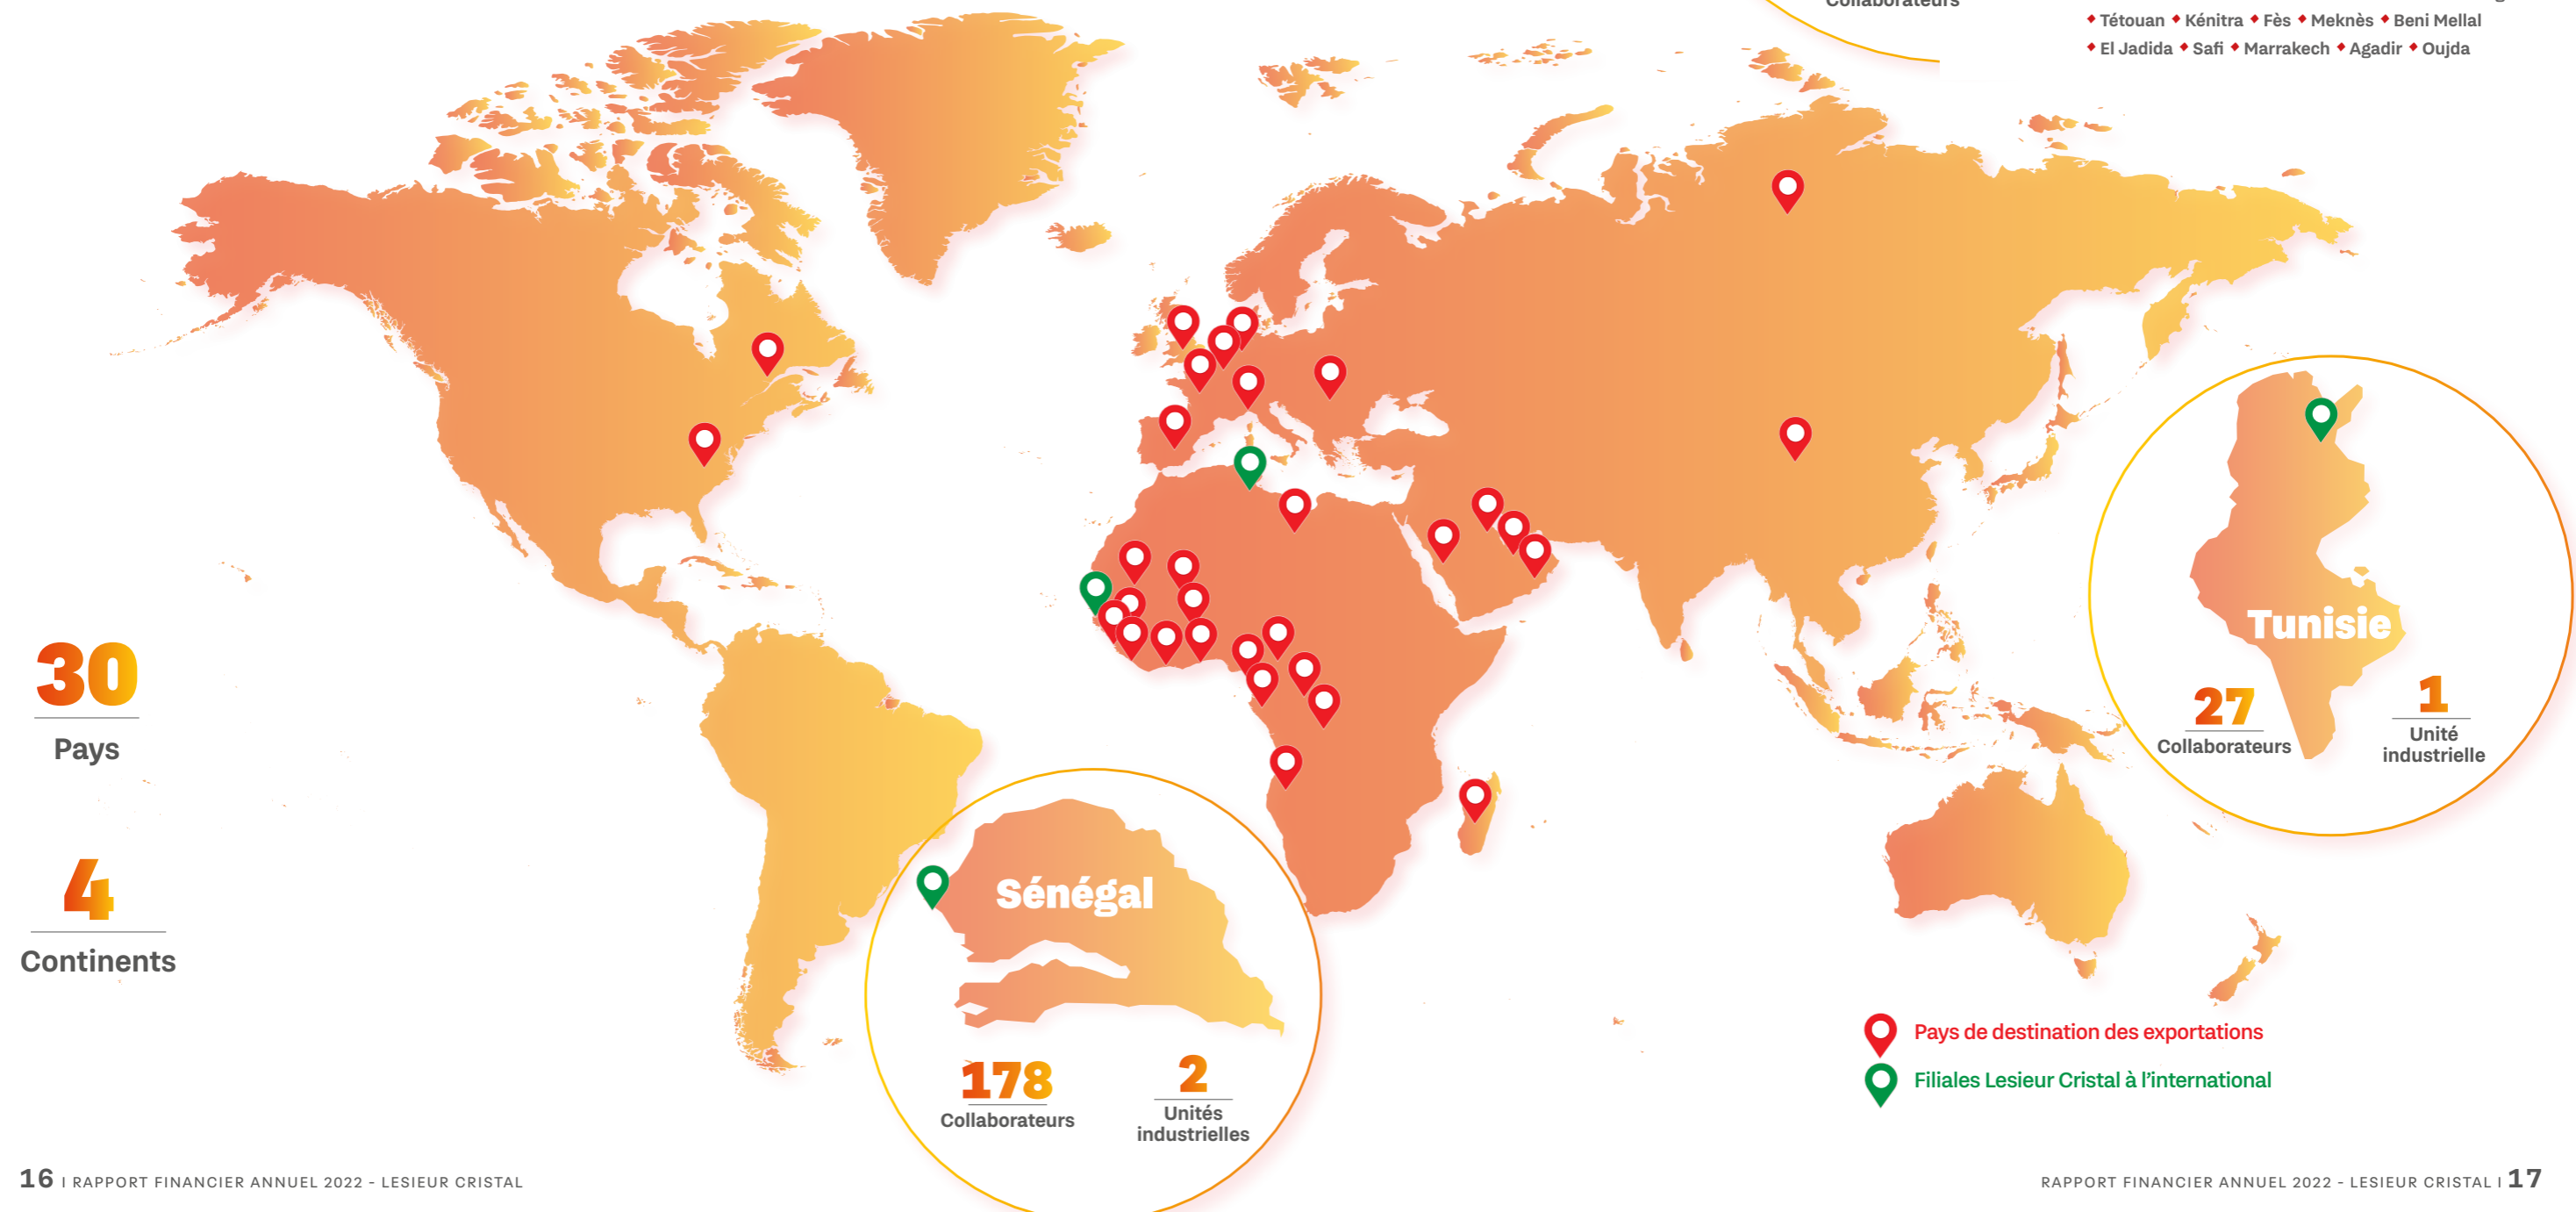 Collaborateurs
Tétouan ♦ Kénitra ♦ Fès ♦ Meknès ♦ Beni Mellal
El Jadida ♦ Safi ♦ Marrakech ♦ Agadir ♦ Oujda
30
Pays
4
Continents
Tunisie
27
Collaborateurs
1
Unité
industrielle
Sénégal
178
Collaborateurs
2
Unités
industrielles
Pays de destination des exportations
Filiales Lesieur Cristal à l’international
16 I RAPPORT FINANCIER ANNUEL 2022 - LESIEUR CRISTAL
RAPPORT FINANCIER ANNUEL 2022 - LESIEUR CRISTAL I 17